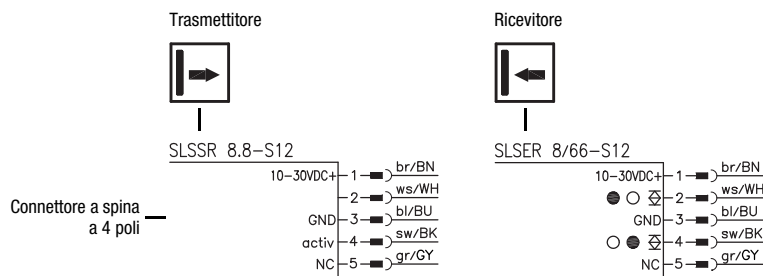 Trasmettitore
SLSSR 8.8-S12
10-30VDC+ 1 br/BN
2 ws/WH
GND 3 bl/BU
activ 4 sw/BK
NC 5 gr/GY
Connettore a spina
a 4 poli
Ricevitore
SLSER 8/66-S12
10-30VDC+ 1 br/BN
2 ws/WH
GND 3 bl/BU
4 sw/BK
NC 5 gr/GY